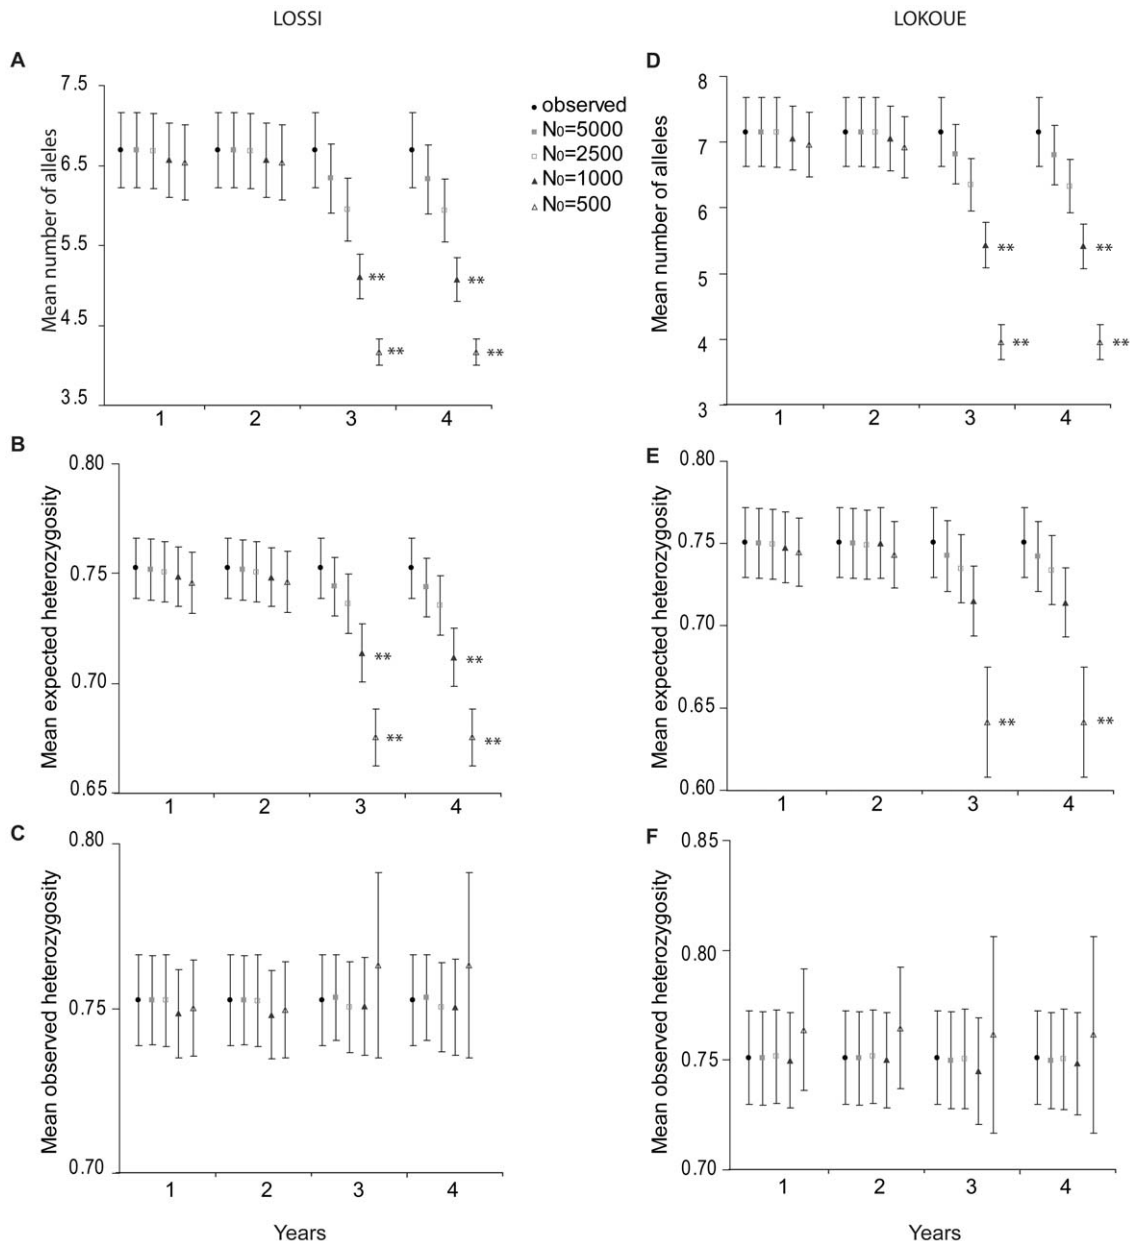 LOSSI
LOKOUE
A
Mean number of alleles
7.5
6.5
5.5
4.5
3.5
** **
** **
1 2 3 4
observed
N0=5000
N0=2500
N0=1000
N0=500
D
Mean number of alleles
8
7
6
5
4
3
** **
** **
1 2 3 4
B
Mean expected heterozygosity
0.80
0.75
0.70
0.65
** **
** **
1 2 3 4
E
Mean expected heterozygosity
0.80
0.75
0.70
0.65
0.60
** **
1 2 3 4
C
Mean observed heterozygosity
0.80
0.75
0.70
1 2 3 4
Years
F
Mean observed heterozygosity
0.85
0.80
0.75
0.70
1 2 3 4
Years